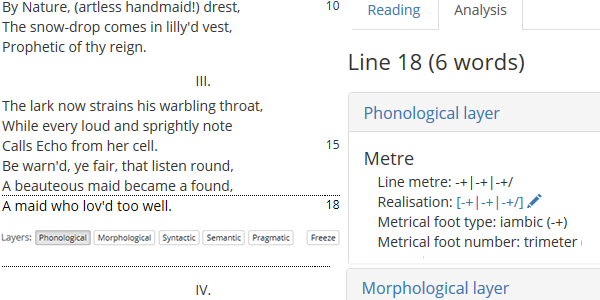 By Nature, (artless handmaid!) drest, 10
The snow-drop comes in lilly'd vest,
Prophetic of thy reign.
III.
The lark now strains his warbling throat,
While every loud and sprightly note
Calls Echo from her cell. 15
Be warn'd, ye fair, that listen round,
A beauteous maid became a found,
A maid who lov'd too well. 18
Layers: Phonological Morphological Syntactic Semantic Pragmatic Freeze
IV.
Reading Analysis
Line 18 (6 words)
Phonological layer
Metre
Line metre: -+|-+|-+/
Realisation: [-+|-+|-+/]
Metrical foot type: iambic (-+)
Metrical foot number: trimeter (
Morphological layer